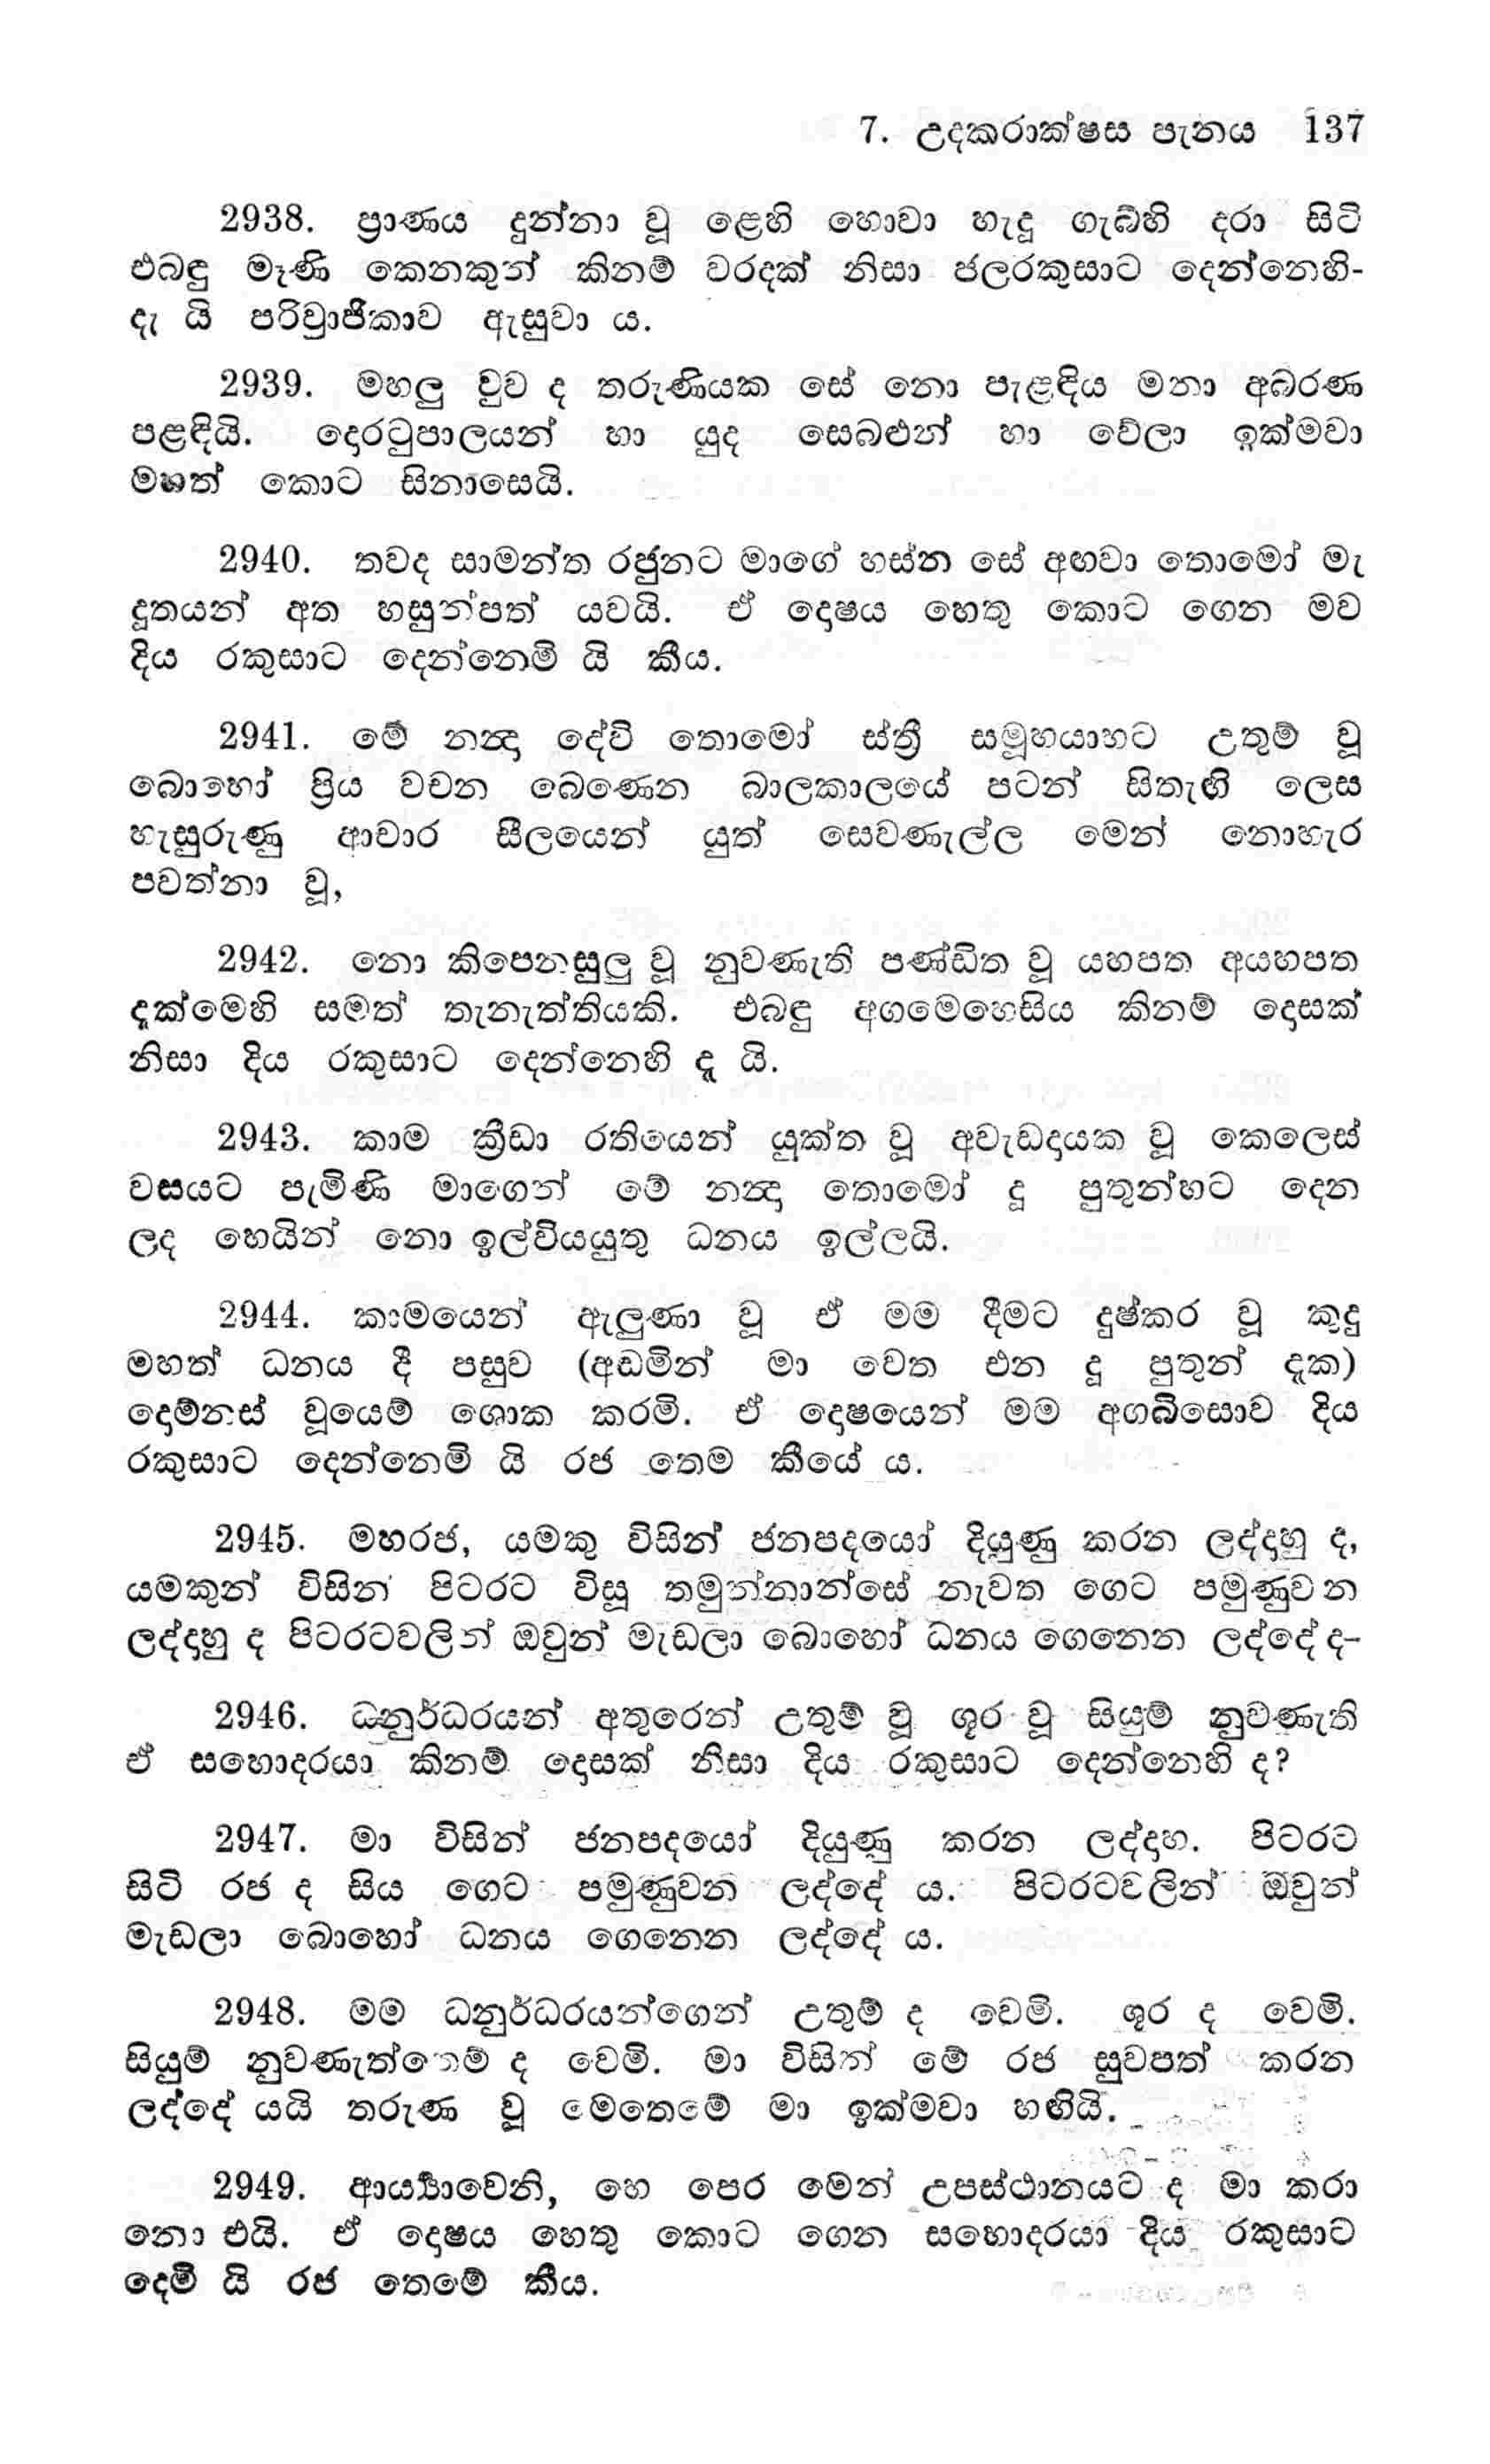 7. උදකරාක්ෂස පැනය 137
2938. ප්‍රාණය දුන්නා වූ ළෙහි හොවා හැදූ ගැබ්හි දරා සිටි
එබඳු මෑණි කෙනකුන් කිනම් වරදක් නිසා ජලරකුසාට දෙන්නෙහි-
දැ යි පරිව්‍රාජිකාව ඇසුවා ය.
2939. මහලු වුව ද තරුණියක සේ නො පැළඳිය මනා අබරණ
පළඳියි. දොරටුපාලයන් හා යුද සෙබළුන් හා වේලා ඉක්මවා
මහත් කොට සිනාසෙයි.
2940. තවද සාමන්ත රජුනට මාගේ හස්න සේ අඟවා තොමෝ මැ
දූතයන් අත හසුන්පත් යවයි. ඒ දොෂය හෙතු කොට ගෙන මව
දිය රකුසාට දෙන්නෙමි යි කීය.
2941. මේ නන්‍දා දේවි තොමෝ ස්ත්‍රී සමූහයාහට උතුම් වූ
බොහෝ ප්‍රිය වචන බෙණෙන බාලකාලයේ පටන් සිතැඟි ලෙස
හැසුරුණු ආචාර සීලයෙන් යුත් සෙවණැල්ල මෙන් නොහැර
පවත්නා වූ,
2942. නො කිපෙනසුලු වූ නුවණැති පණ්ඩිත වූ යහපත අයහපත
දැක්මෙහි සමත් තැනැත්තියකි. එබඳු අගමෙහෙසිය කිනම් දොසක්
නිසා දිය රකුසාට දෙන්නෙහි දැ යි.
2943. කාම ක්‍රීඩා රතියෙන් යුක්ත වූ අවැඩදායක වූ කෙලෙස්
වසයට පැමිණි මාගෙන් මේ නන්‍දා තොමෝ දූ පුතුන්හට දෙන
ලද හෙයින් නො ඉල්විය යුතු ධනය ඉල්ලයි.
2944. කාමයෙන් ඇලුණා වූ ඒ මම දීමට දුෂ්කර වූ කුදු
මහත් ධනය දී පසුව (අඩමින් මා වෙත එන දූ පුතුන් දැක)
දොම්නස් වූයෙම් ශොක කරමි. ඒ දොෂයෙන් මම අගබිසොව දිය
රකුසාට දෙන්නෙමි යි රජ තෙම කීයේ ය.
2945. මහරජ, යමකු විසින් ජනපදයෝ දියුණු කරන ලද්දාහු ද,
යමකුන් විසින් පිටරට විසූ තමුන්නාන්සේ නැවත ගෙට පමුණුවන
ලද්දාහු ද පිටරටවලින් ඔවුන් මැඩලා බොහෝ ධනය ගෙනෙන ලද්දේ ද-
2946. ධනුර්ධරයන් අතුරෙන් උතුම් වූ ශූර වූ සියුම් නුවණැති
ඒ සහොදරයා කිනම් දොසක් නිසා දිය රකුසාට දෙන්නෙහි ද?
2947. මා විසින් ජනපදයෝ දියුණු කරන ලද්දාහ. පිටරට
සිටි රජ ද සිය ගෙට පමුණුවන ලද්දේ ය. පිටරටවලින් ඔවුන්
මැඩලා බොහෝ ධනය ගෙනෙන ලද්දේ ය.
2948. මම ධනුර්ධරයන්ගෙන් උතුම් ද වෙමි. ශූර ද වෙමි.
සියුම් නුවණැත්තෙම් ද වෙමි. මා විසින් මේ රජ සුවපත් කරන
ලද්දේ යයි තරුණ වූ මෙතෙමේ මා ඉක්මවා හඟියි.
2949. ආර්‍ය්‍යාවෙනි, හෙ පෙර මෙන් උපස්ථානයට ද මා කරා
නො එයි. ඒ දොෂය හෙතු කොට ගෙන සහොදරයා දිය රකුසාට
දෙමි යි රජ තෙමේ කීය.